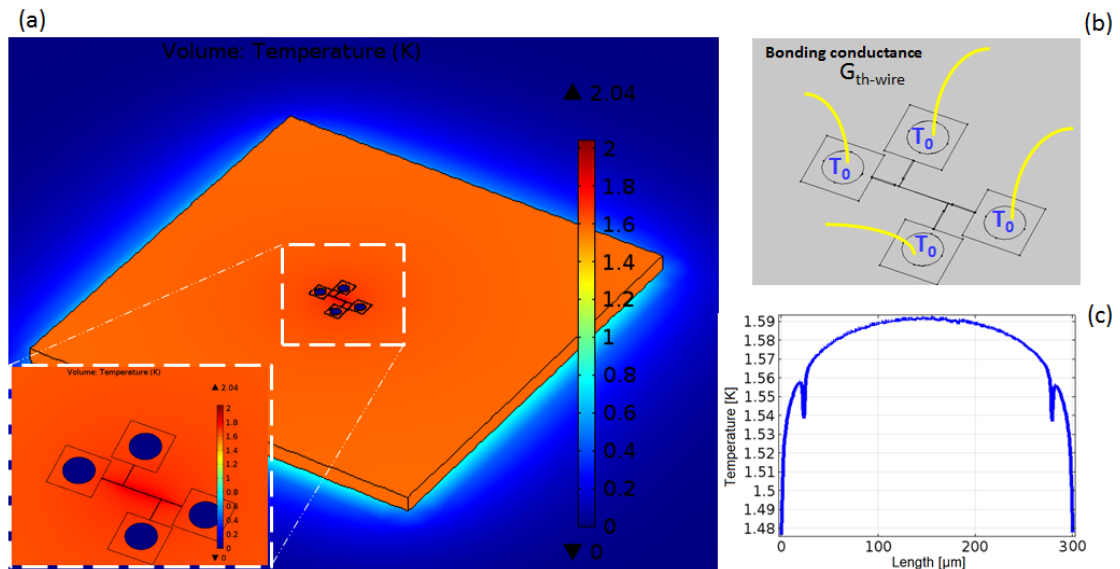 (a)
Volume: Temperature (K)
▲ 2.04
2
1.8
1.6
1.4
1.2
1
0.8
0.6
0.4
0.2
0
▼ 0
Volume: Temperature (K)
▲ 2.04
2
1.8
1.6
1.4
1.2
1
0.8
0.6
0.4
0.2
0
▼ 0
(b)
Bonding conductance
Gth-wire
T0
T0
T0
T0
(c)
1.59
1.58
1.57
1.56
1.55
1.54
1.53
1.52
1.51
1.5
1.49
1.48
Temperature [K]
0 100 200 300
Length [µm]